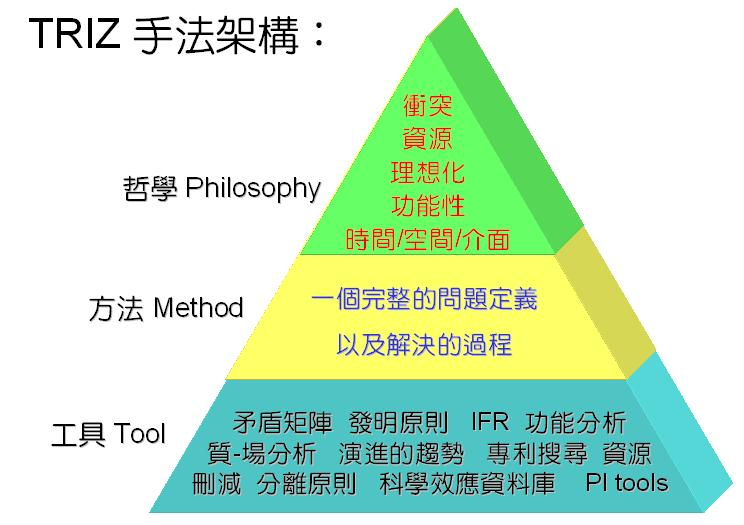 TRIZ 手法架構：
衝突
資源
理想化
哲學 Philosophy
功能性
時間/空間/介面
方法 Method
一個完整的問題定義
以及解決的過程
工具 Tool
矛盾矩陣 發明原則 IFR 功能分析
質-場分析 演進的趨勢 專利搜尋 資源
刪減 分離原則 科學效應資料庫 PI tools